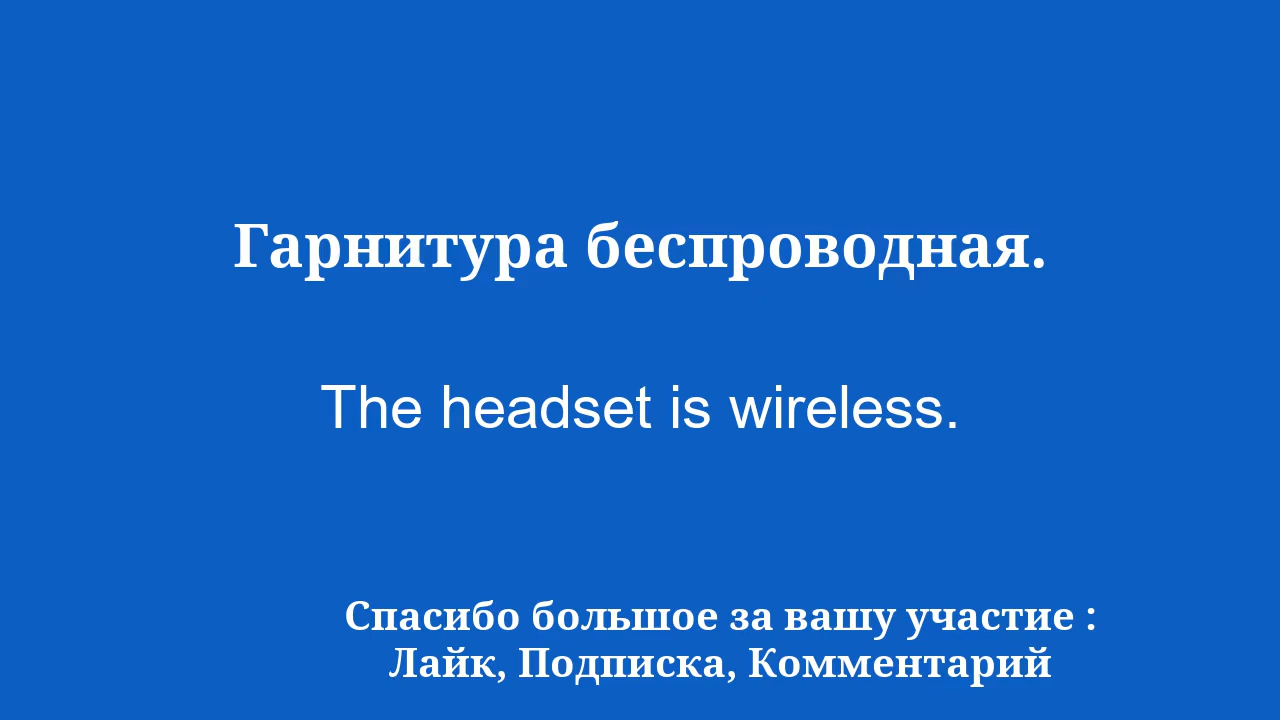 Гарнитура беспроводная.
The headset is wireless.
Спасибо большое за вашу участие :
Лайк, Подписка, Комментарий